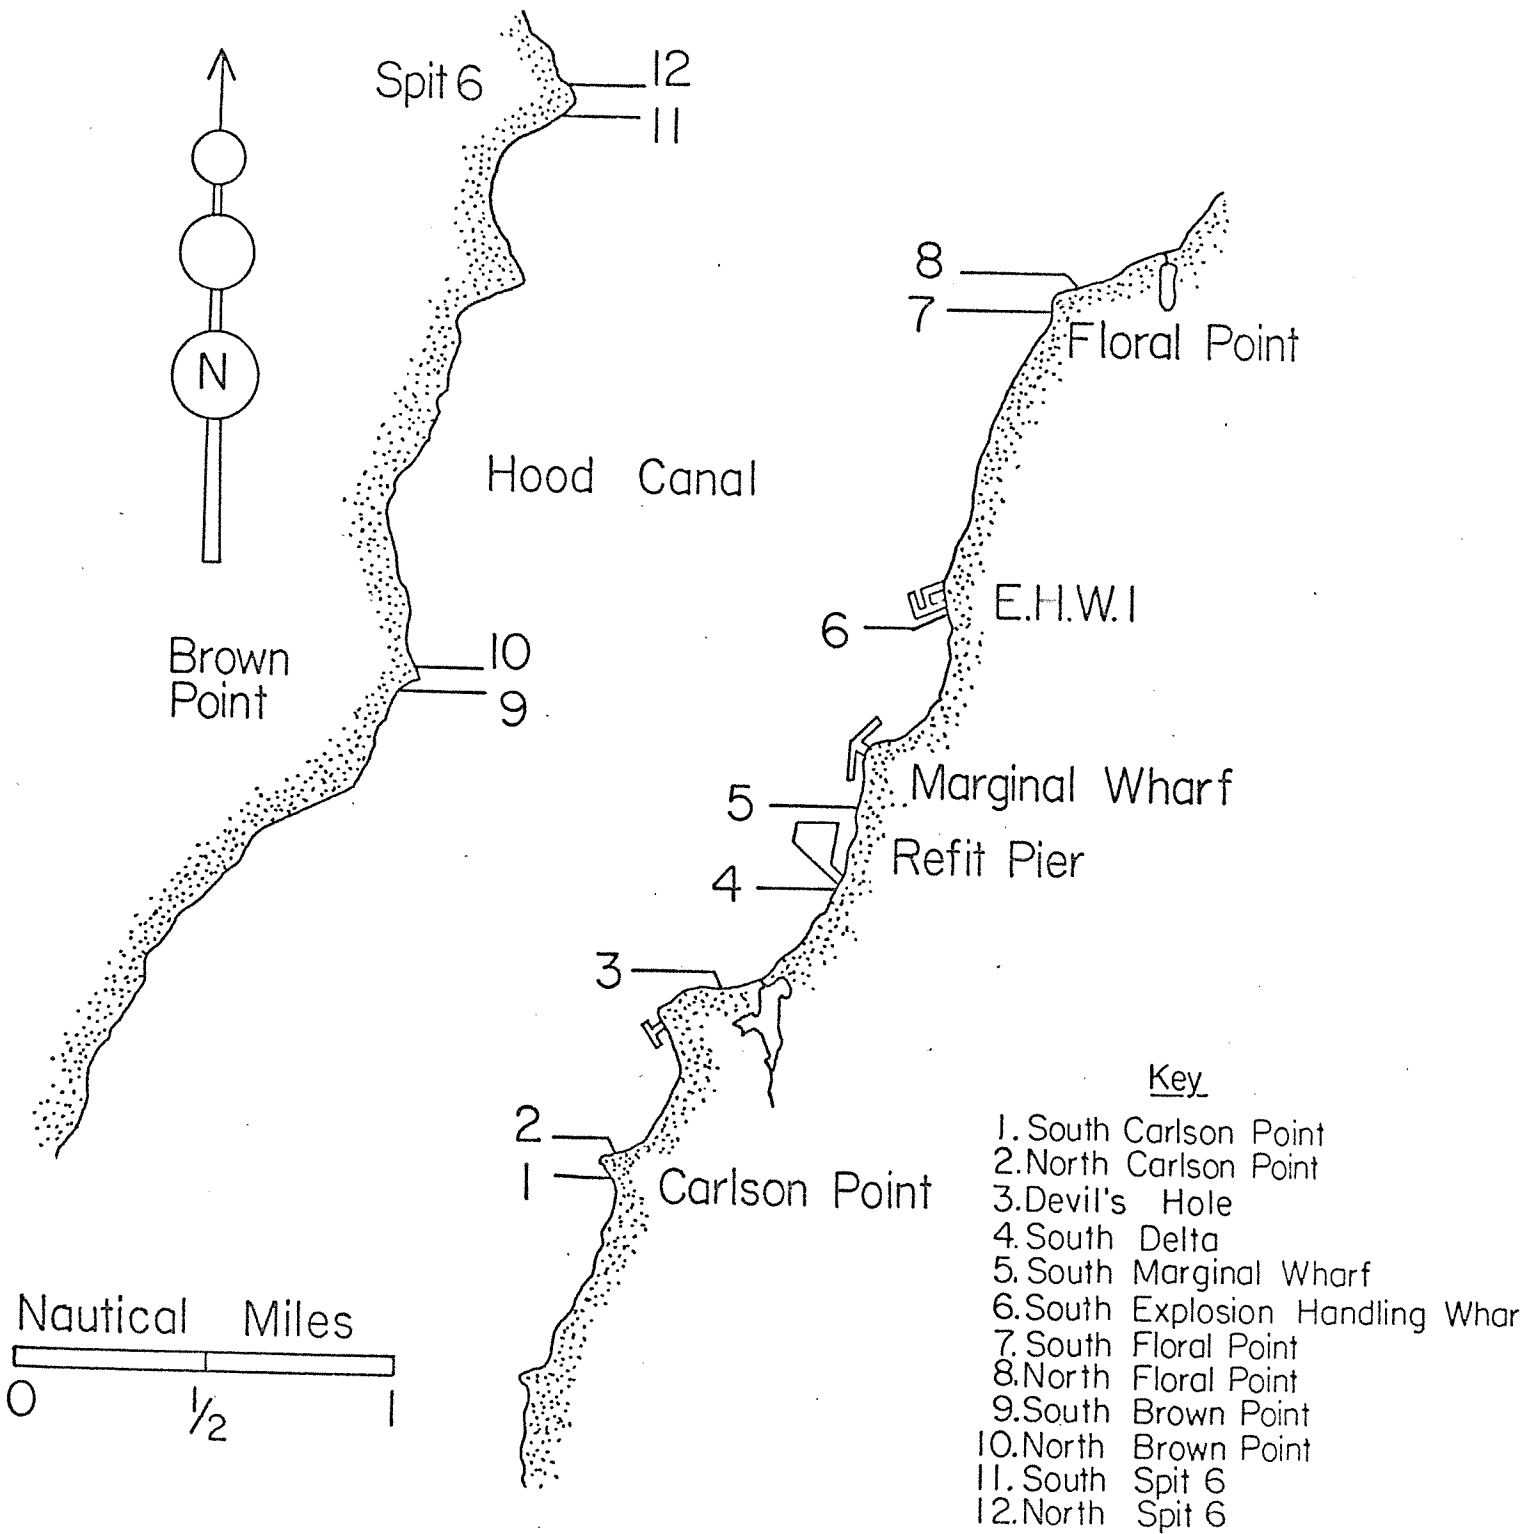 Spit 6
12
11
N
8
7
Floral Point
Hood Canal
6
E.H.W.1
Brown
Point
10
9
5
Marginal Wharf
4
Refit Pier
3
2
1
Carlson Point
Nautical Miles
0 1/2 1
Key
1. South Carlson Point
2. North Carlson Point
3. Devil's Hole
4. South Delta
5. South Marginal Wharf
6. South Explosion Handling Whar
7. South Floral Point
8. North Floral Point
9. South Brown Point
10. North Brown Point
11. South Spit 6
12. North Spit 6